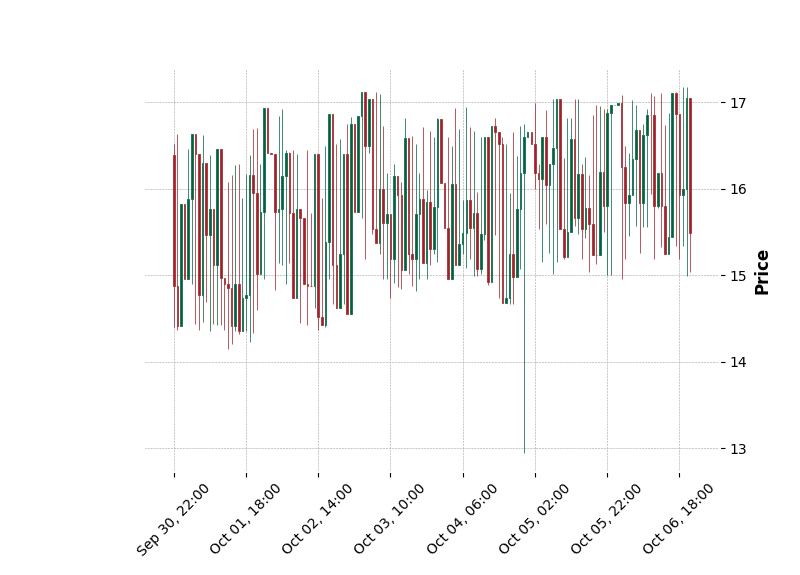 17
16
15
14
13
Price
Sep 30, 22:00
Oct 01, 18:00
Oct 02, 14:00
Oct 03, 10:00
Oct 04, 06:00
Oct 05, 02:00
Oct 05, 22:00
Oct 06, 18:00